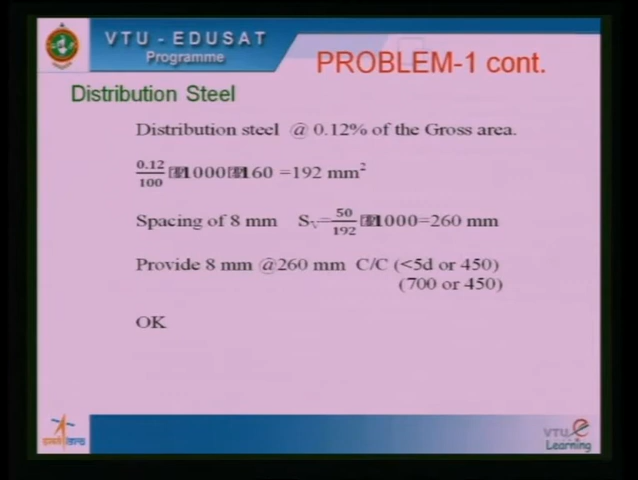 VTU - EDUSAT
Programme
PROBLEM-1 cont.
Distribution Steel
Distribution steel @ 0.12% of the Gross area.
0.12/100 1000 160 =192 mm²
Spacing of 8 mm Sv=50/192 1000=260 mm
Provide 8 mm @260 mm C/C (<5d or 450)
(700 or 450)
OK
VTU e
Learning